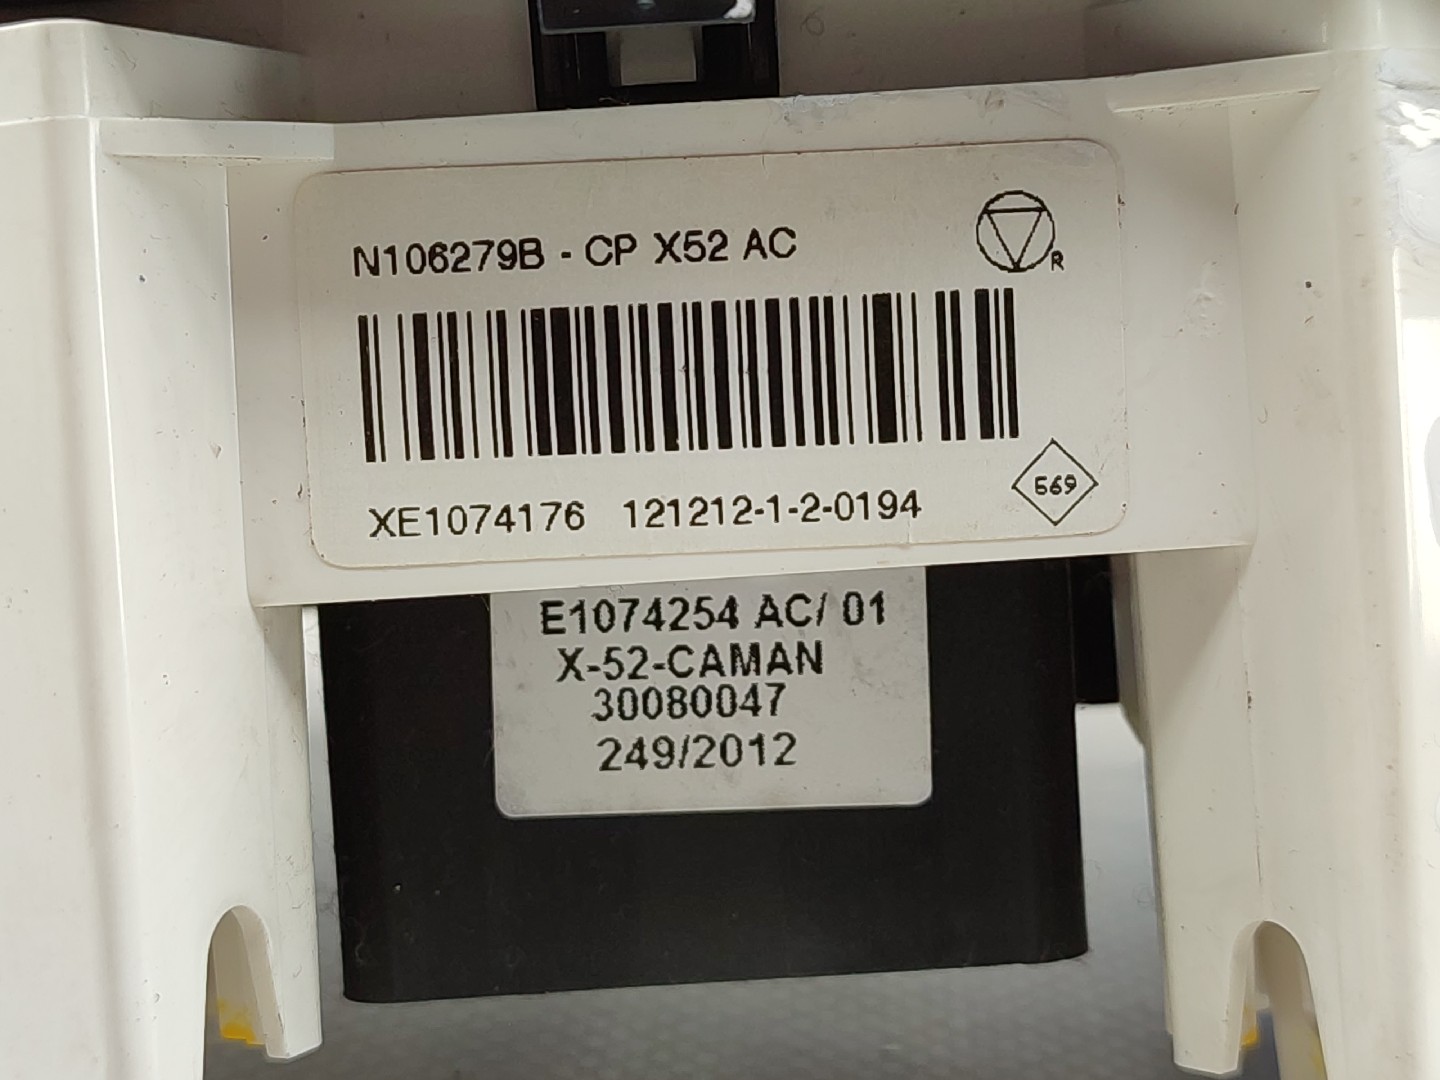 N106279B - CP X52 AC
R
XE1074176 121212-1-2-0194
569
E1074254 AC/ 01
X-52-CAMAN
30080047
249/2012